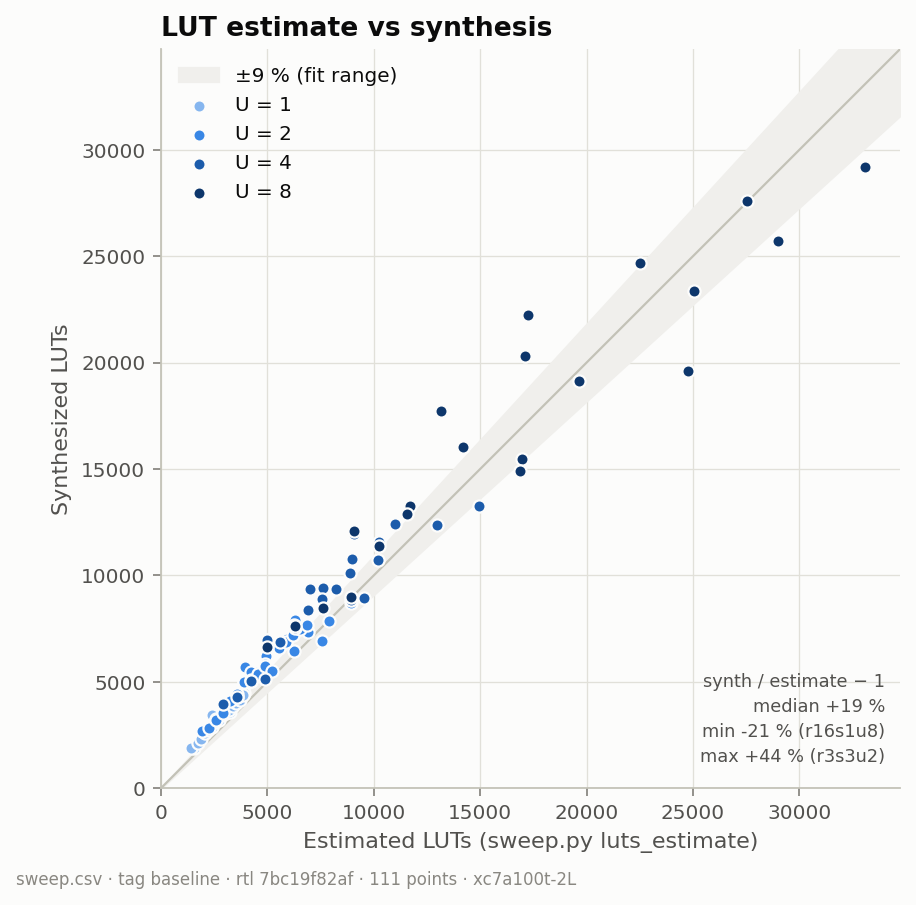 LUT estimate vs synthesis
±9 % (fit range)
U = 1
U = 2
U = 4
U = 8
30000
25000
20000
15000
10000
5000
0
Synthesized LUTs
synth / estimate − 1
median +19 %
min -21 % (r16s1u8)
max +44 % (r3s3u2)
0
5000
10000
15000
20000
25000
30000
Estimated LUTs (sweep.py luts_estimate)
sweep.csv · tag baseline · rtl 7bc19f82af · 111 points · xc7a100t-2L